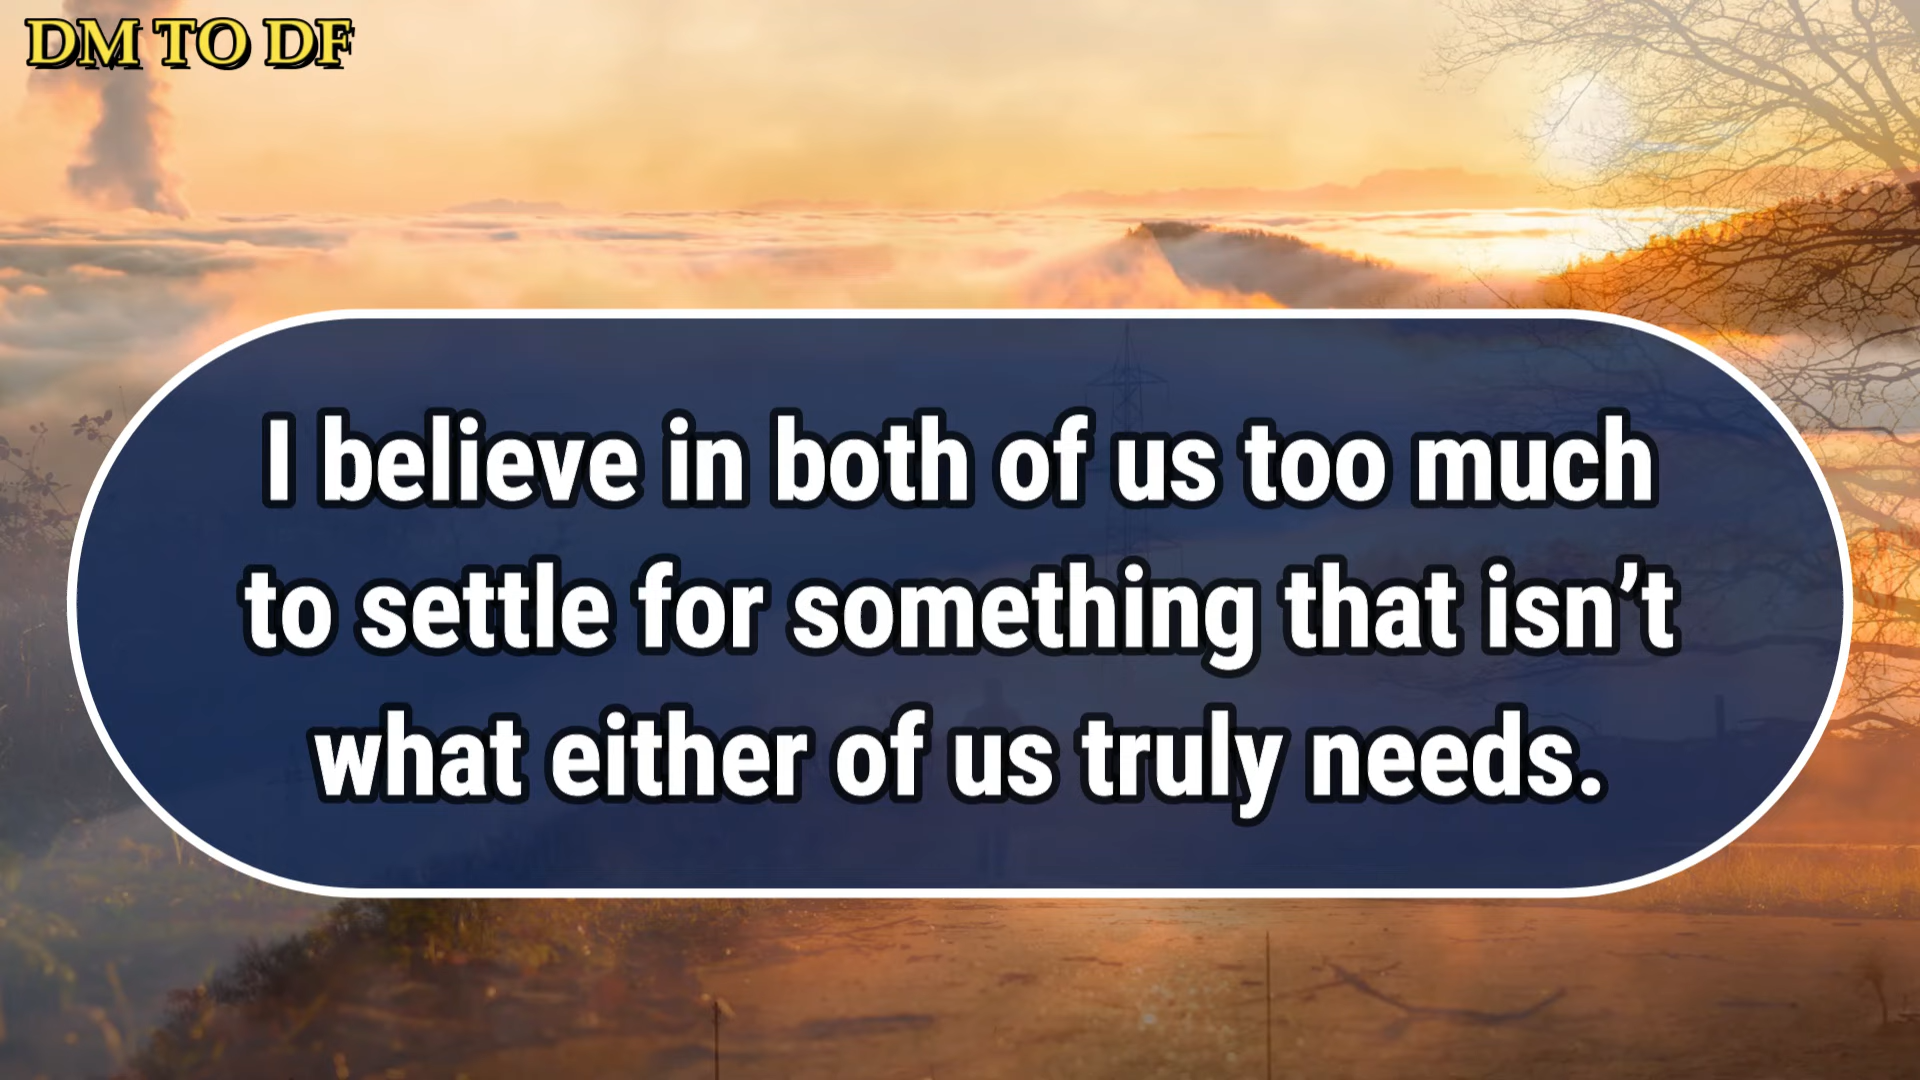 DM TO DF
I believe in both of us too much
to settle for something that isn’t
what either of us truly needs.